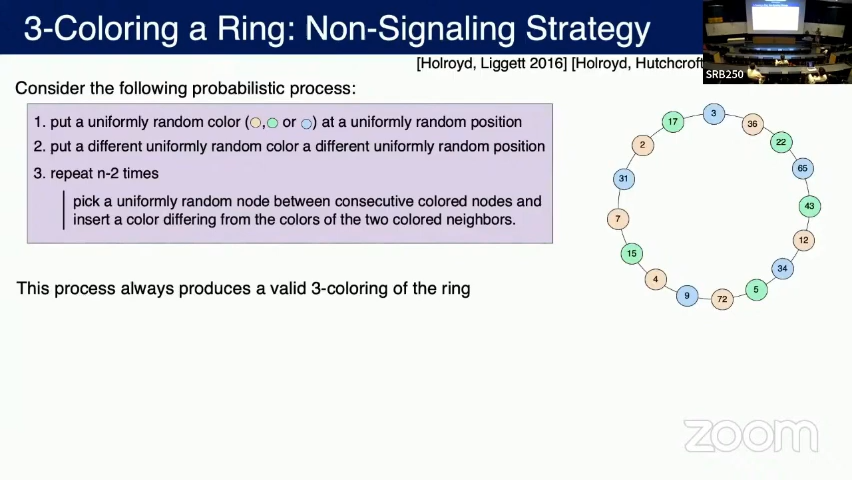 3-Coloring a Ring: Non-Signaling Strategy
[Holroyd, Liggett 2016] [Holroyd, Hutchcroft
SRB250
Consider the following probabilistic process:
1. put a uniformly random color (○,○ or ○) at a uniformly random position
2. put a different uniformly random color a different uniformly random position
3. repeat n-2 times
pick a uniformly random node between consecutive colored nodes and
insert a color differing from the colors of the two colored neighbors.
This process always produces a valid 3-coloring of the ring
3
36
22
65
43
12
34
5
72
9
4
15
7
31
2
17
zoom